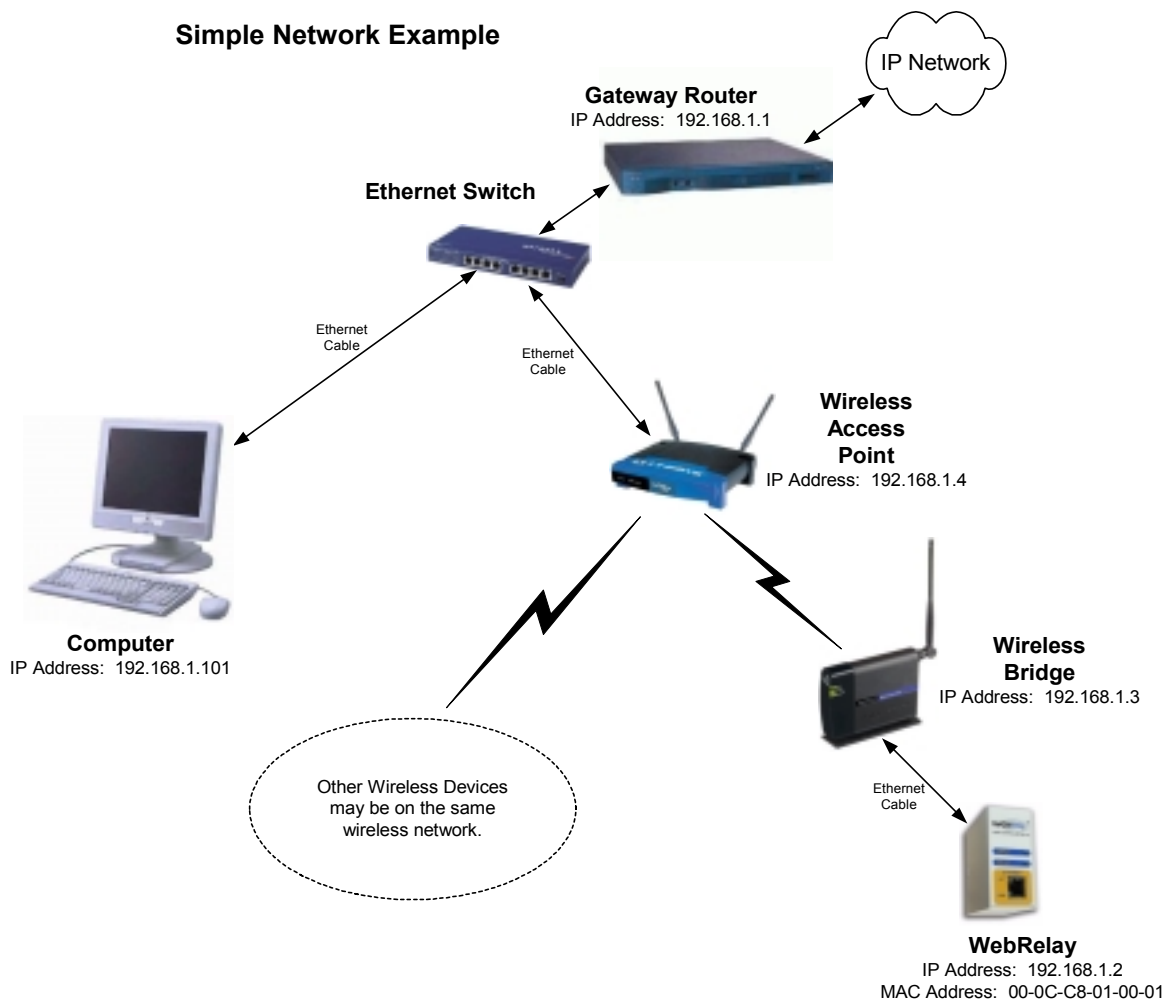 Simple Network Example
IP Network
Gateway Router
IP Address: 192.168.1.1
Ethernet Switch
Ethernet
Cable
Ethernet
Cable
Wireless
Access
Point
IP Address: 192.168.1.4
Computer
IP Address: 192.168.1.101
Wireless
Bridge
IP Address: 192.168.1.3
Other Wireless Devices
may be on the same
wireless network.
Ethernet
Cable
WebRelay
IP Address: 192.168.1.2
MAC Address: 00-0C-C8-01-00-01